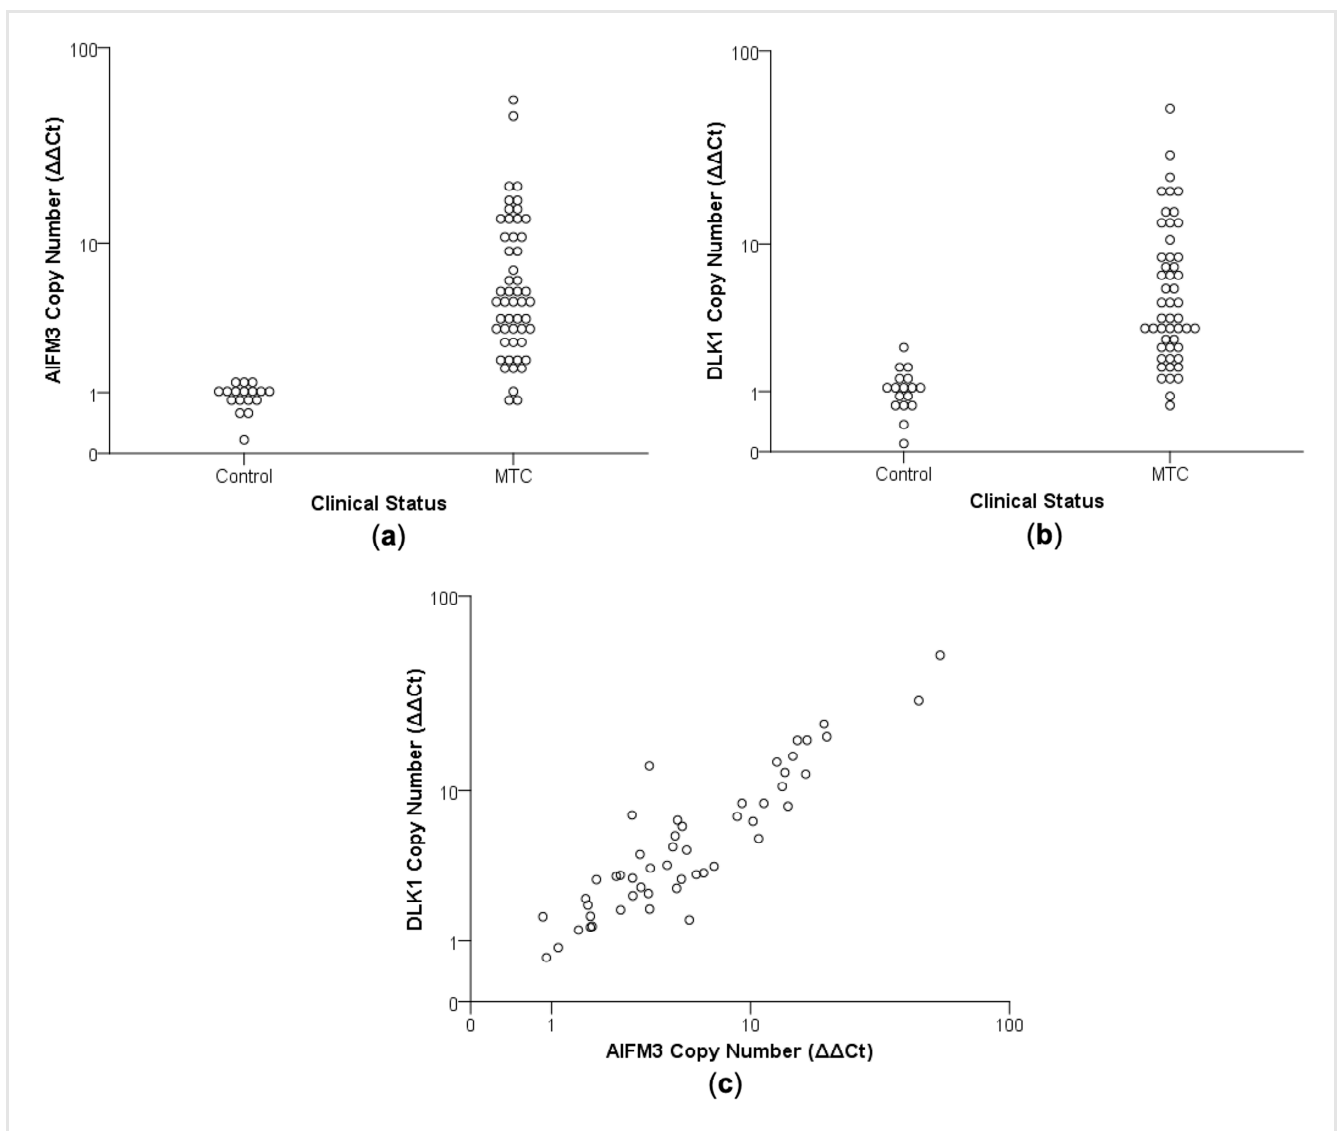 100
10
1
0
AIFM3 Copy Number (ΔΔCt)
Control
MTC
Clinical Status
(a)
100
10
1
0
DLK1 Copy Number (ΔΔCt)
Control
MTC
Clinical Status
(b)
100
10
1
0
DLK1 Copy Number (ΔΔCt)
0 1 10 100
AIFM3 Copy Number (ΔΔCt)
(c)